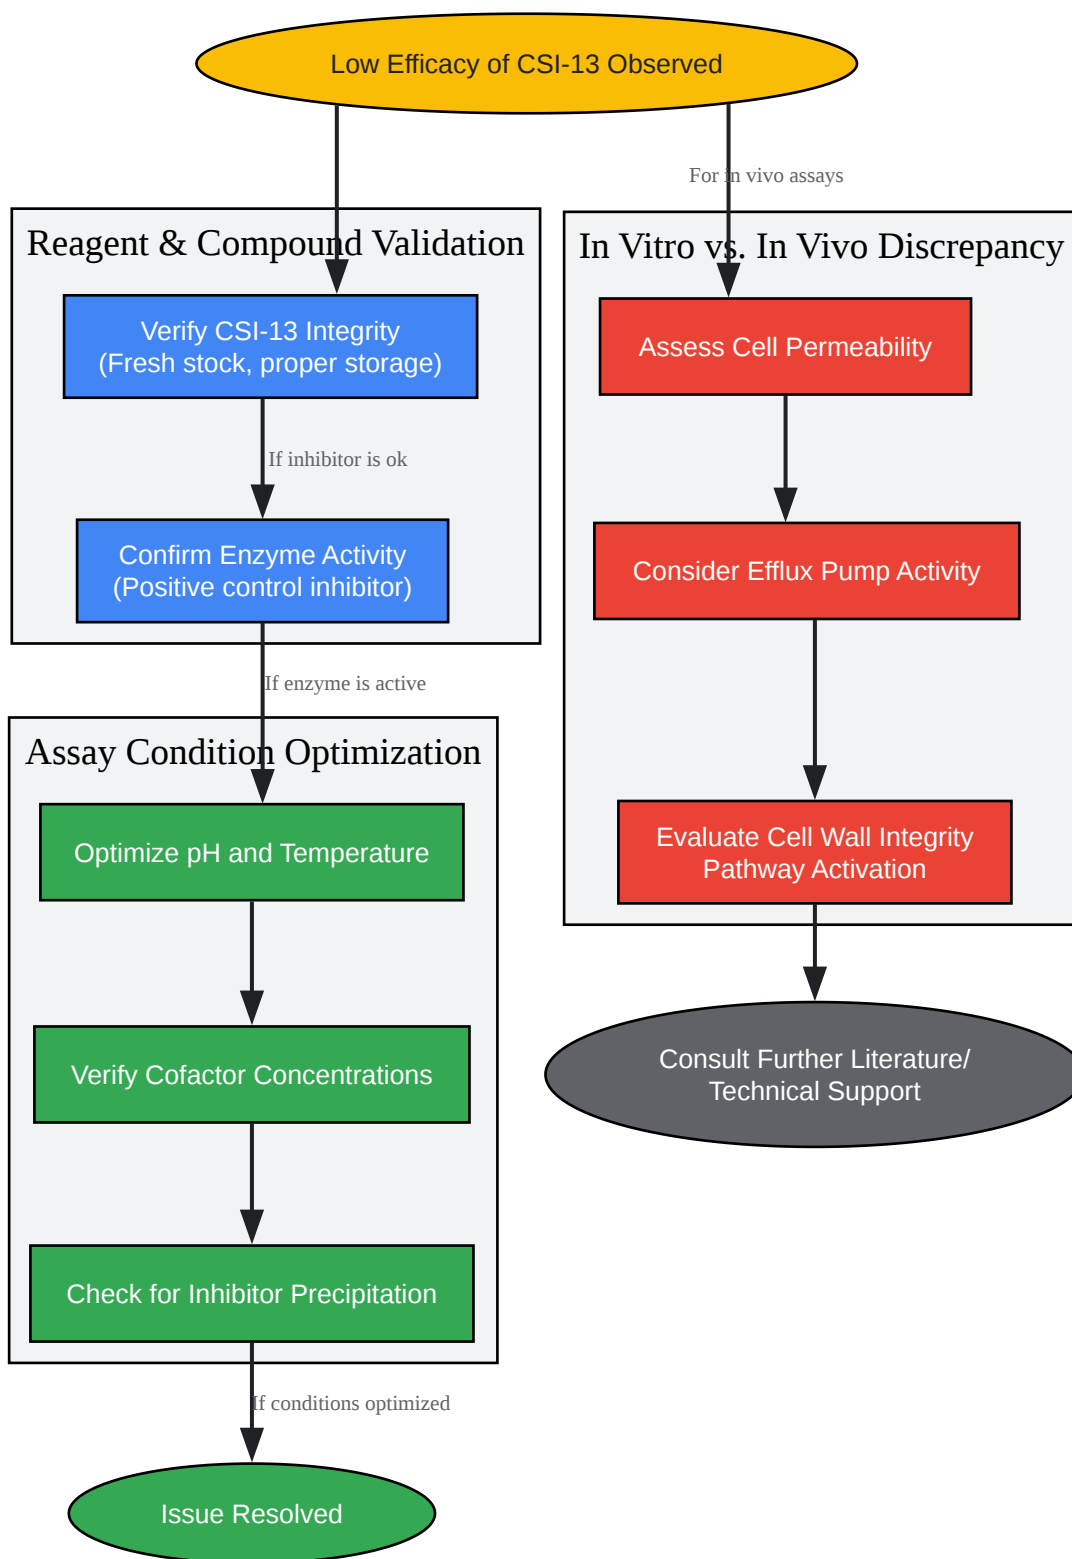 Low Efficacy of CSI-13 Observed
For in vivo assays
Reagent & Compound Validation
Verify CSI-13 Integrity
(Fresh stock, proper storage)
If inhibitor is ok
Confirm Enzyme Activity
(Positive control inhibitor)
If enzyme is active
Assay Condition Optimization
Optimize pH and Temperature
Verify Cofactor Concentrations
Check for Inhibitor Precipitation
If conditions optimized
Issue Resolved
In Vitro vs. In Vivo Discrepancy
Assess Cell Permeability
Consider Efflux Pump Activity
Evaluate Cell Wall Integrity
Pathway Activation
Consult Further Literature/
Technical Support